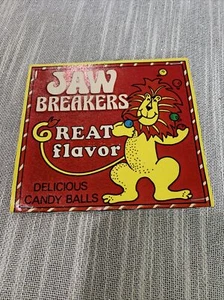 JAW
BREAKERS
GREAT
flavor
DELICIOUS
CANDY BALLS